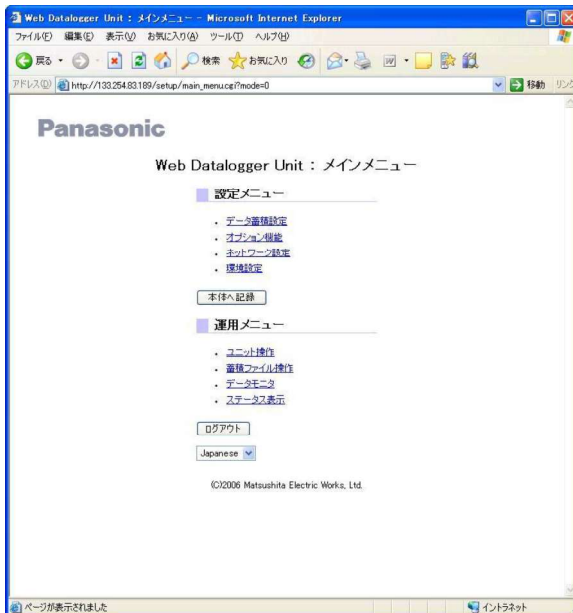 Web Datalogger Unit : メインメニュー - Microsoft Internet Explorer
ファイル(F) 編集(E) 表示(V) お気に入り(A) ツール(T) ヘルプ(H)
戻る 検索 お気に入り
アドレス(D) http://133.254.83.189/setup/main_menu.cgi?mode=0 移動 リンク
Panasonic
Web Datalogger Unit : メインメニュー
設定メニュー
・ データ蓄積設定
・ オプション機能
・ ネットワーク設定
・ 環境設定
本体へ記録
運用メニュー
・ ユニット操作
・ 蓄積ファイル操作
・ データモニタ
・ ステータス表示
ログアウト
Japanese
(C)2006 Matsushita Electric Works, Ltd.
ページが表示されました イントラネット